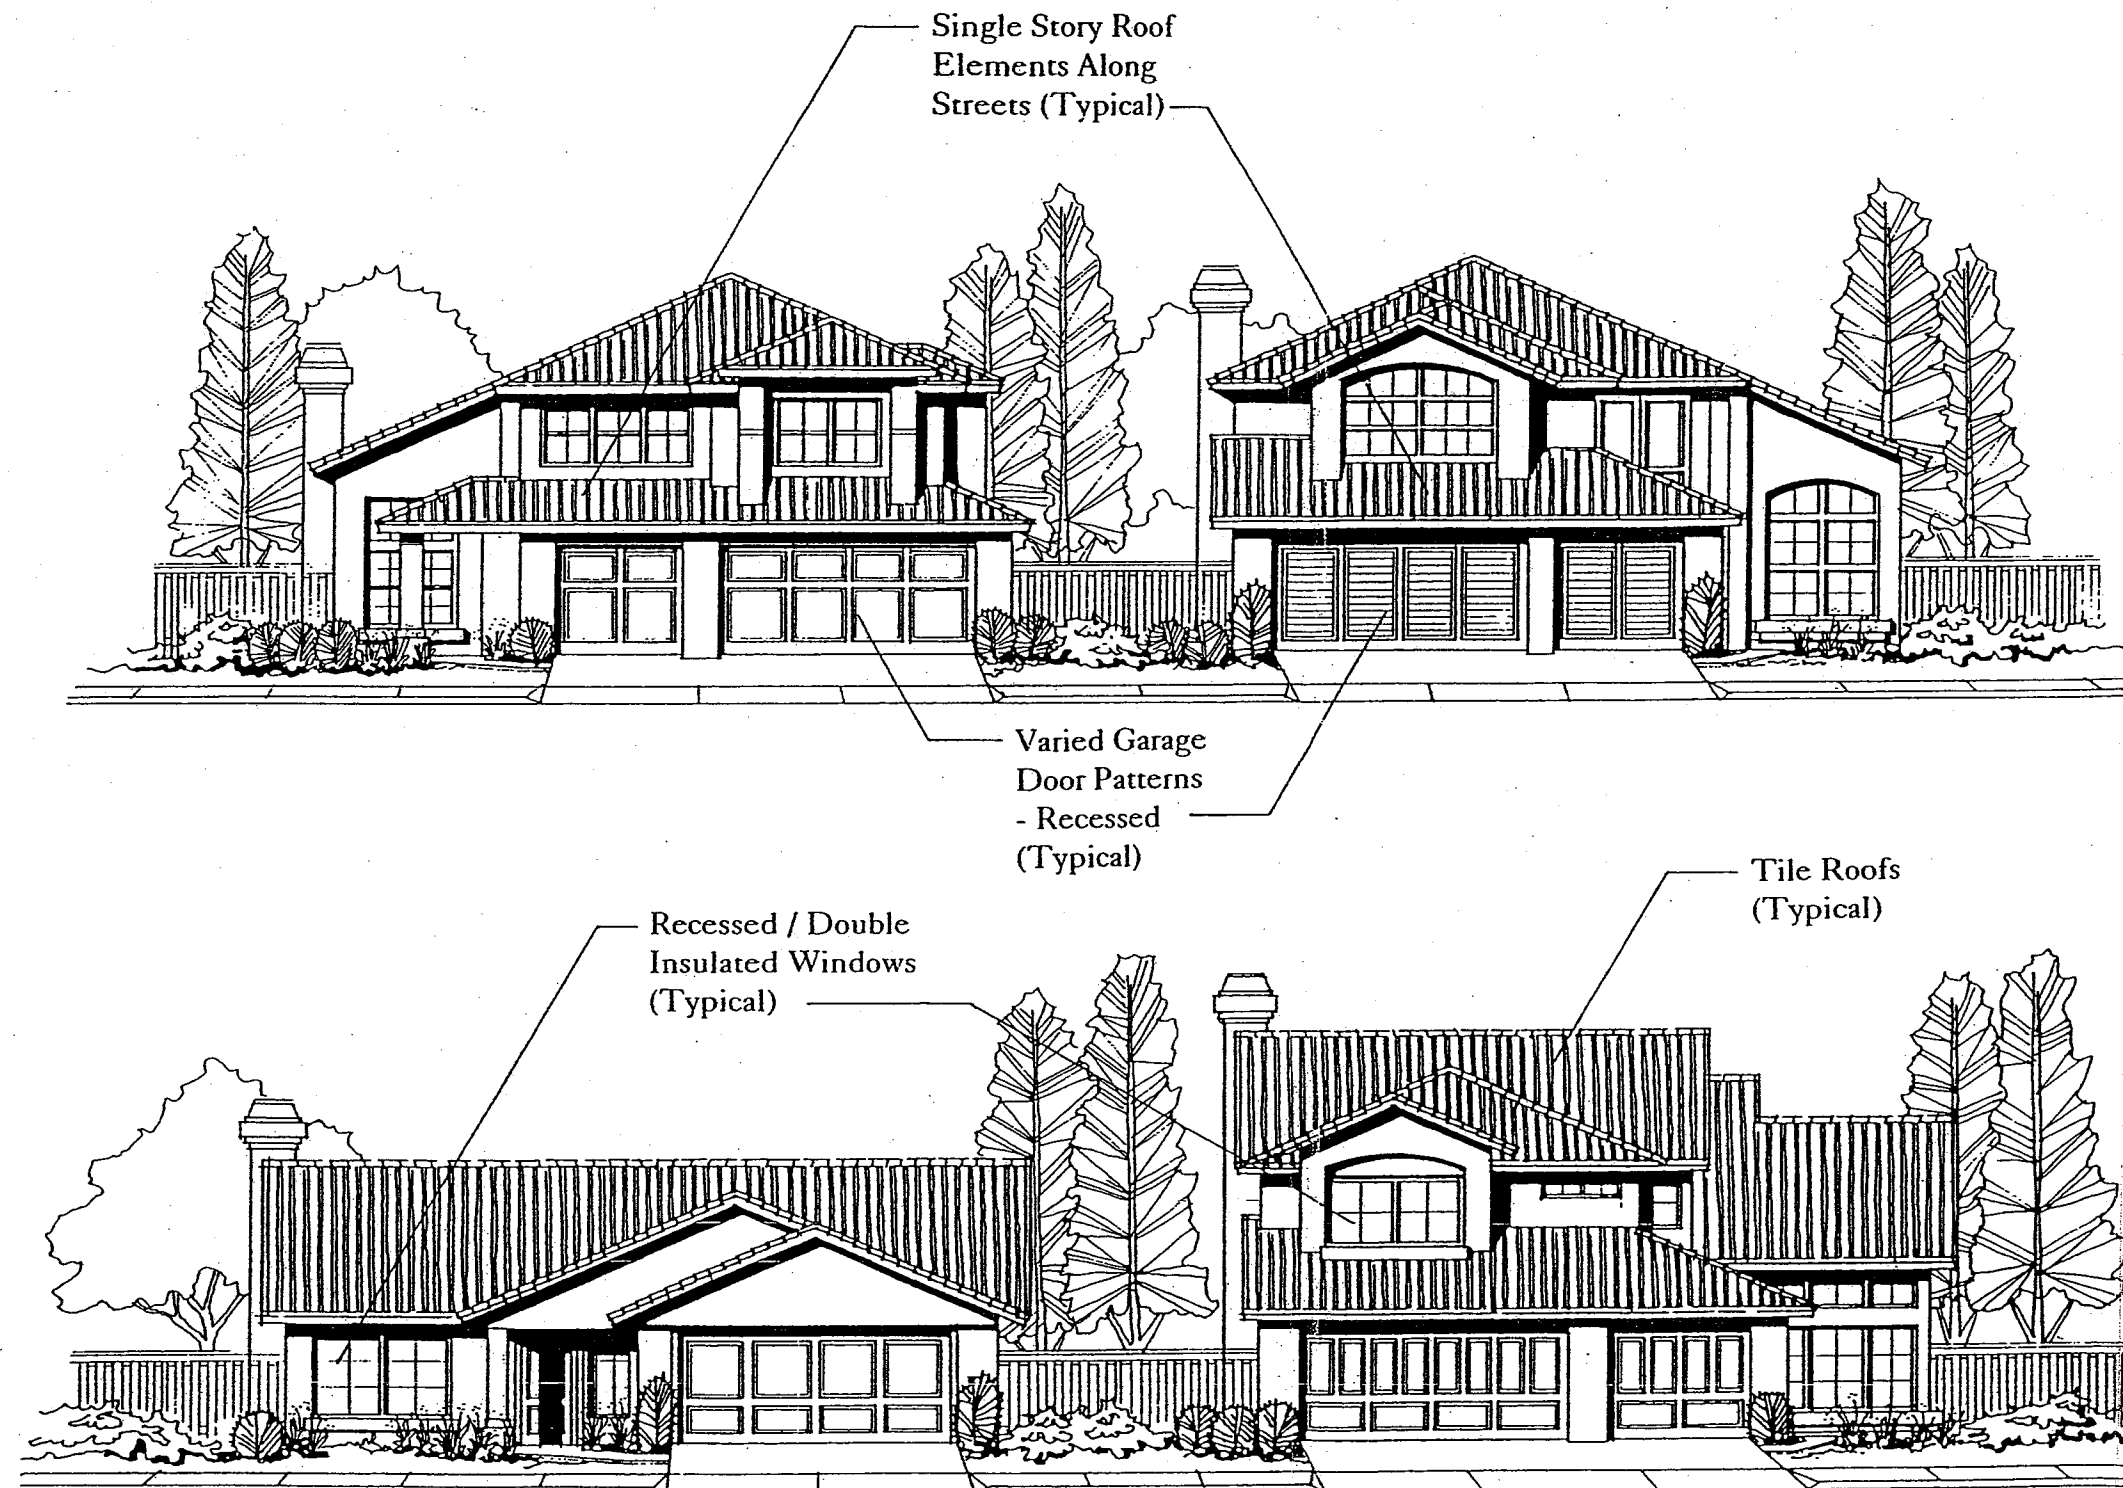 Single Story Roof
Elements Along
Streets (Typical)
Varied Garage
Door Patterns
- Recessed
(Typical)
Tile Roofs
(Typical)
Recessed / Double
Insulated Windows
(Typical)